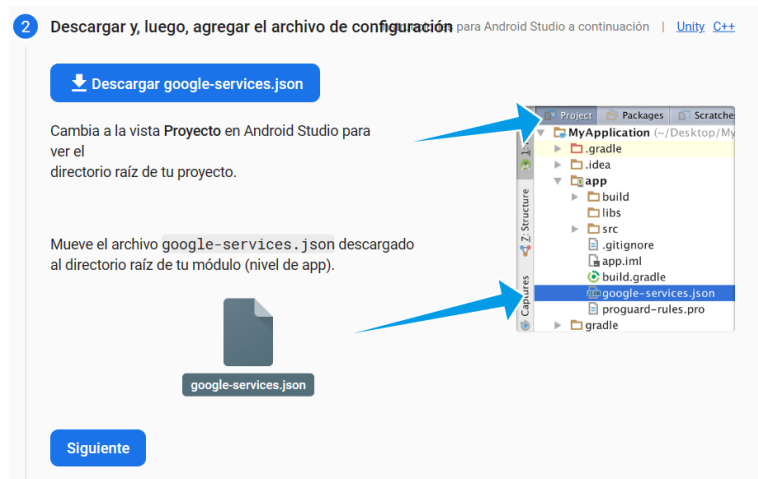 2 Descargar y, luego, agregar el archivo de configuración para Android Studio a continuación | Unity C++
Descargar google-services.json
Cambia a la vista Proyecto en Android Studio para
ver el
directorio raíz de tu proyecto.
Mueve el archivo google-services.json descargado
al directorio raíz de tu módulo (nivel de app).
google-services.json
Siguiente
Project Packages Scratche
MyApplication (~/Desktop/My
.gradle
.idea
app
build
libs
src
.gitignore
app.iml
build.gradle
google-services.json
proguard-rules.pro
gradle
Z: Structure
Captures